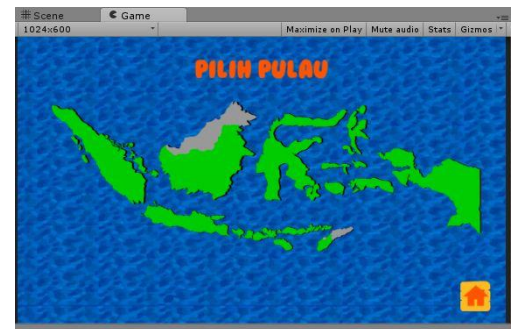 Scene Game
1024x600 Maximize on Play Mute audio Stats Gizmos
PILIH PULAU